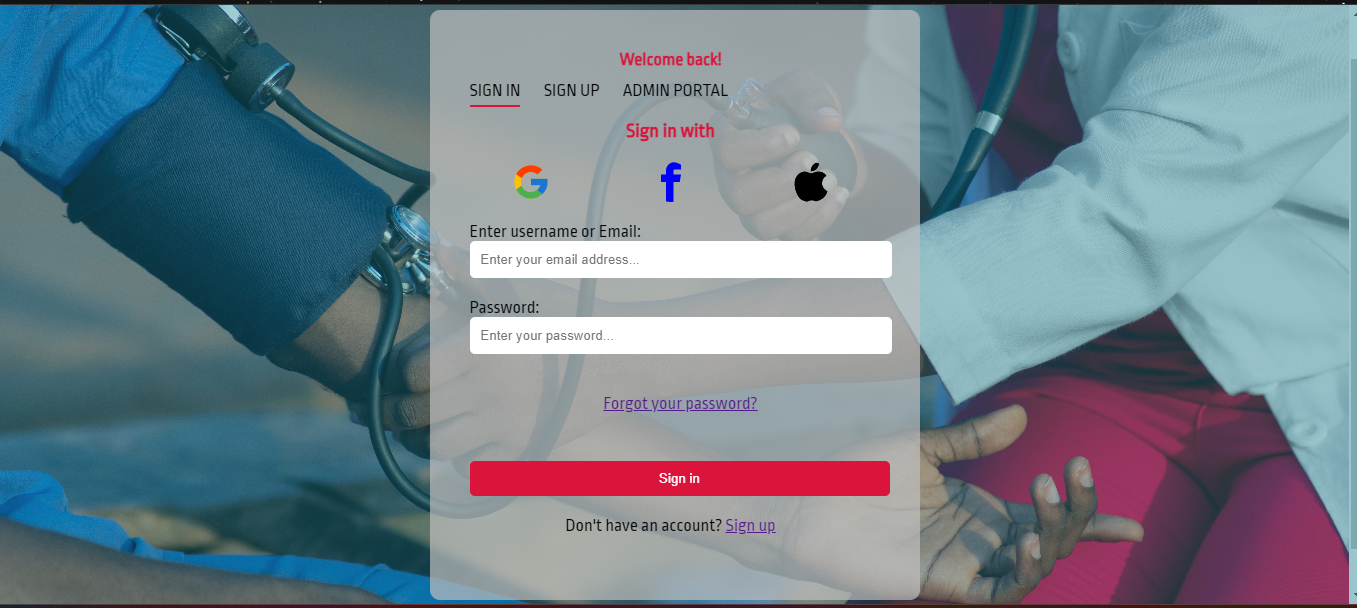 Welcome back!
SIGN IN SIGN UP ADMIN PORTAL
Sign in with
Enter username or Email:
Enter your email address...
Password:
Enter your password...
Forgot your password?
Sign in
Don't have an account? Sign up